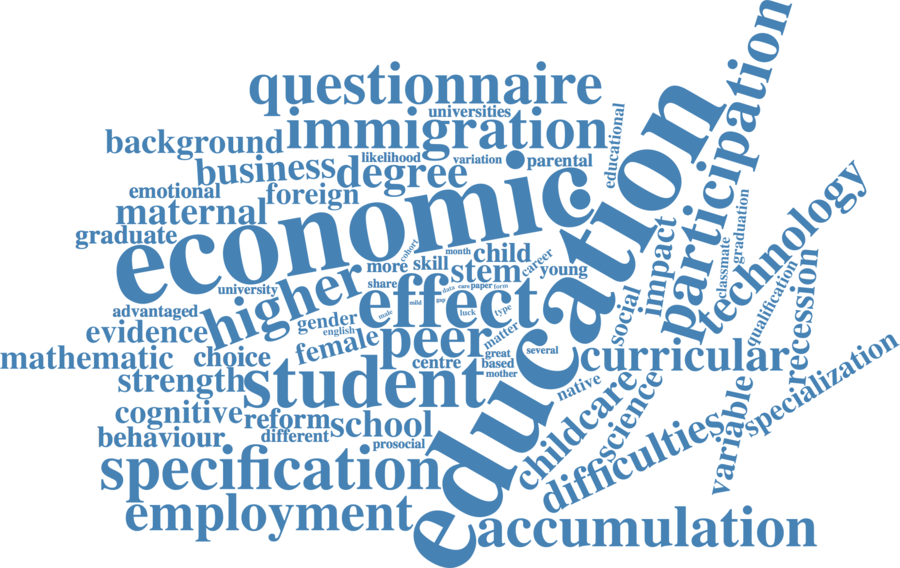 questionnaire
universities
immigration
background
likelihood
variation
parental
business
degree
emotional
foreign
maternal
graduate
economic
educational
education
participation
technology
graduation
classmate
impact
social
qualification
recession
specialization
cohort
month
child
career
more
skill
stem
young
university
higher
share
data
care
paper
form
effect
mild
gap
advantaged
gender
male
luck
type
evidence
english
female
peer
matter
mathematic
choice
centre
great
based
several
mother
curricular
strength
student
native
childcare
science
cognitive
reform
school
different
behaviour
prosocial
difficulties
variable
specification
employment
accumulation